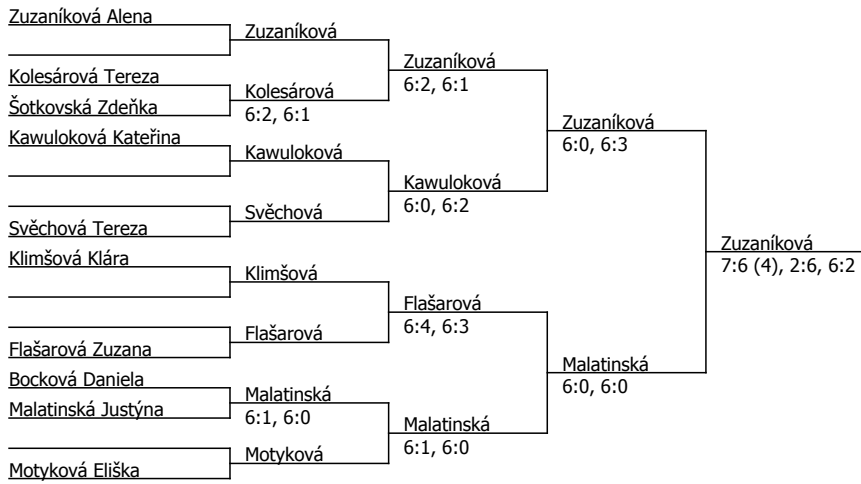 Zuzaníková Alena
Kolesárová Tereza
Šotkovská Zdeňka
Kawuloková Kateřina
Svěchová Tereza
Klimšová Klára
Flašarová Zuzana
Bocková Daniela
Malatinská Justýna
Motyková Eliška
Zuzaníková
Kolesárová
6:2, 6:1
Kawuloková
Svěchová
Klimšová
Flašarová
Malatinská
6:1, 6:0
Motyková
Zuzaníková
6:2, 6:1
Kawuloková
6:0, 6:2
Flašarová
6:4, 6:3
Malatinská
6:1, 6:0
Zuzaníková
6:0, 6:3
Malatinská
6:0, 6:0
Zuzaníková
7:6 (4), 2:6, 6:2